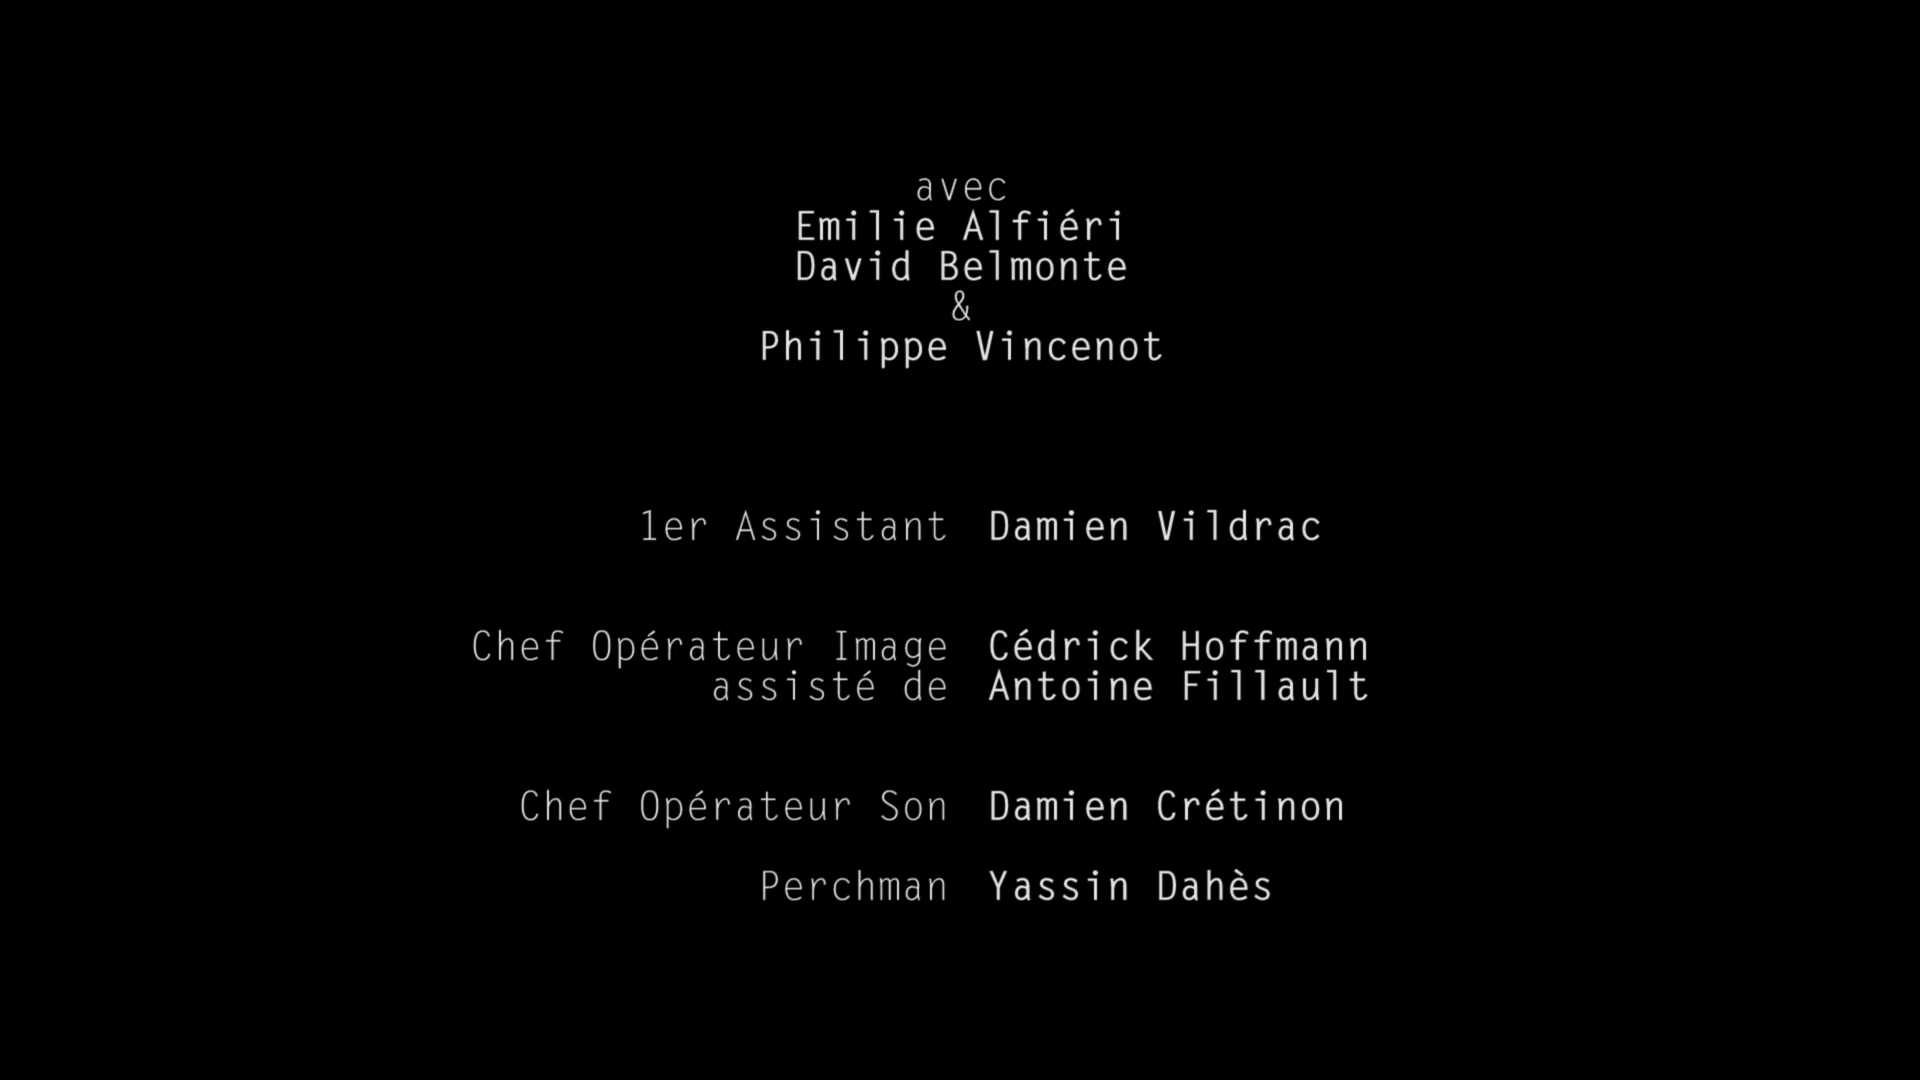 avec
Emilie Alfiéri
David Belmonte
&
Philippe Vincenot
1er Assistant Damien Vildrac
Chef Opérateur Image Cédrick Hoffmann
assisté de Antoine Fillault
Chef Opérateur Son Damien Crétinon
Perchman Yassin Dahès